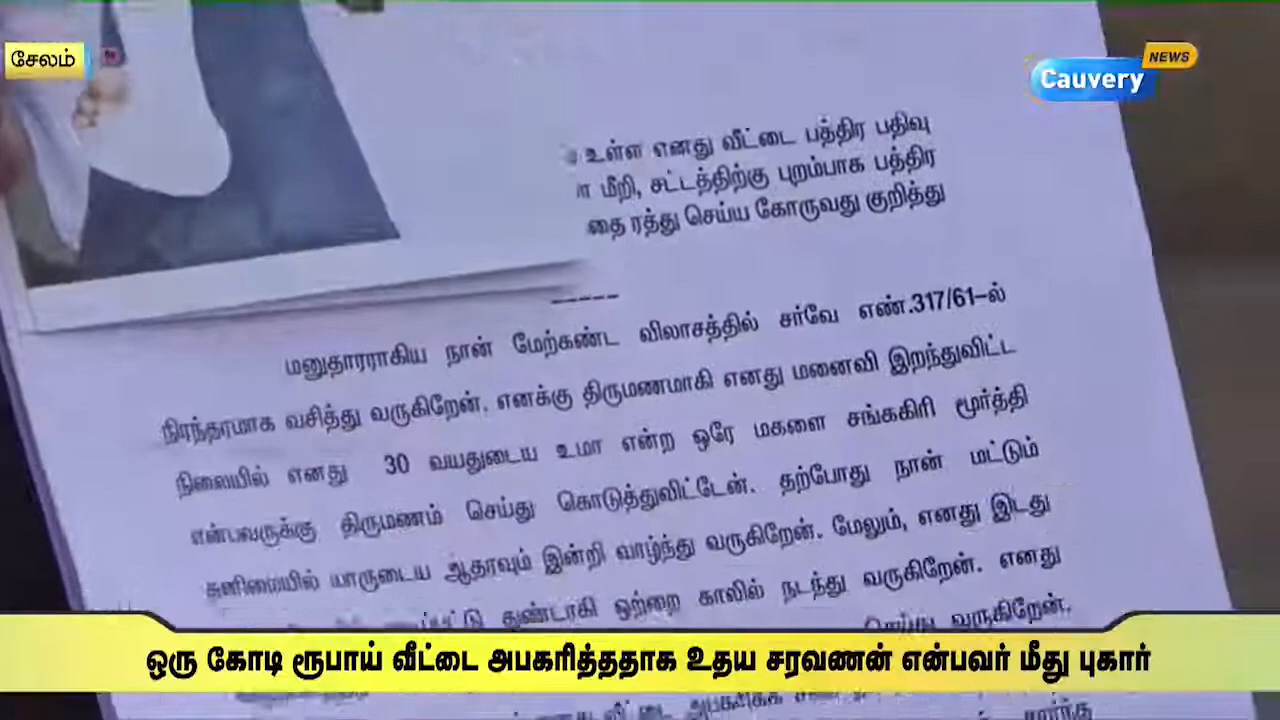 சேலம்
Cauvery NEWS
உள்ள எனது வீட்டை பத்திர பதிவு
மீறி, சட்டத்திற்கு புறம்பாக பத்திர
ரத்து செய்ய கோருவது குறித்து
-----
மனுதாரராகிய நான் மேற்கண்ட விலாசத்தில் சர்வே எண்.317/61-ல்
நிரந்தரமாக வசித்து வருகிறேன். எனக்கு திருமணமாகி எனது மனைவி இறந்துவிட்ட
நிலையில் எனது 30 வயதுடைய உமா என்ற ஒரே மகளை சங்ககிரி மூர்த்தி
என்பவருக்கு திருமணம் செய்து கொடுத்துவிட்டேன். தற்போது நான் மட்டும்
தனிமையில் யாருடைய ஆதரவும் இன்றி வாழ்ந்து வருகிறேன். மேலும், எனது இடது
துண்டாகி ஒற்றை காலில் நடந்து வருகிறேன். எனது
செய்து வருகிறேன்.
ஒரு கோடி ரூபாய் வீட்டை அபகரித்ததாக உதய சரவணன் என்பவர் மீது புகார்
வீட்டை